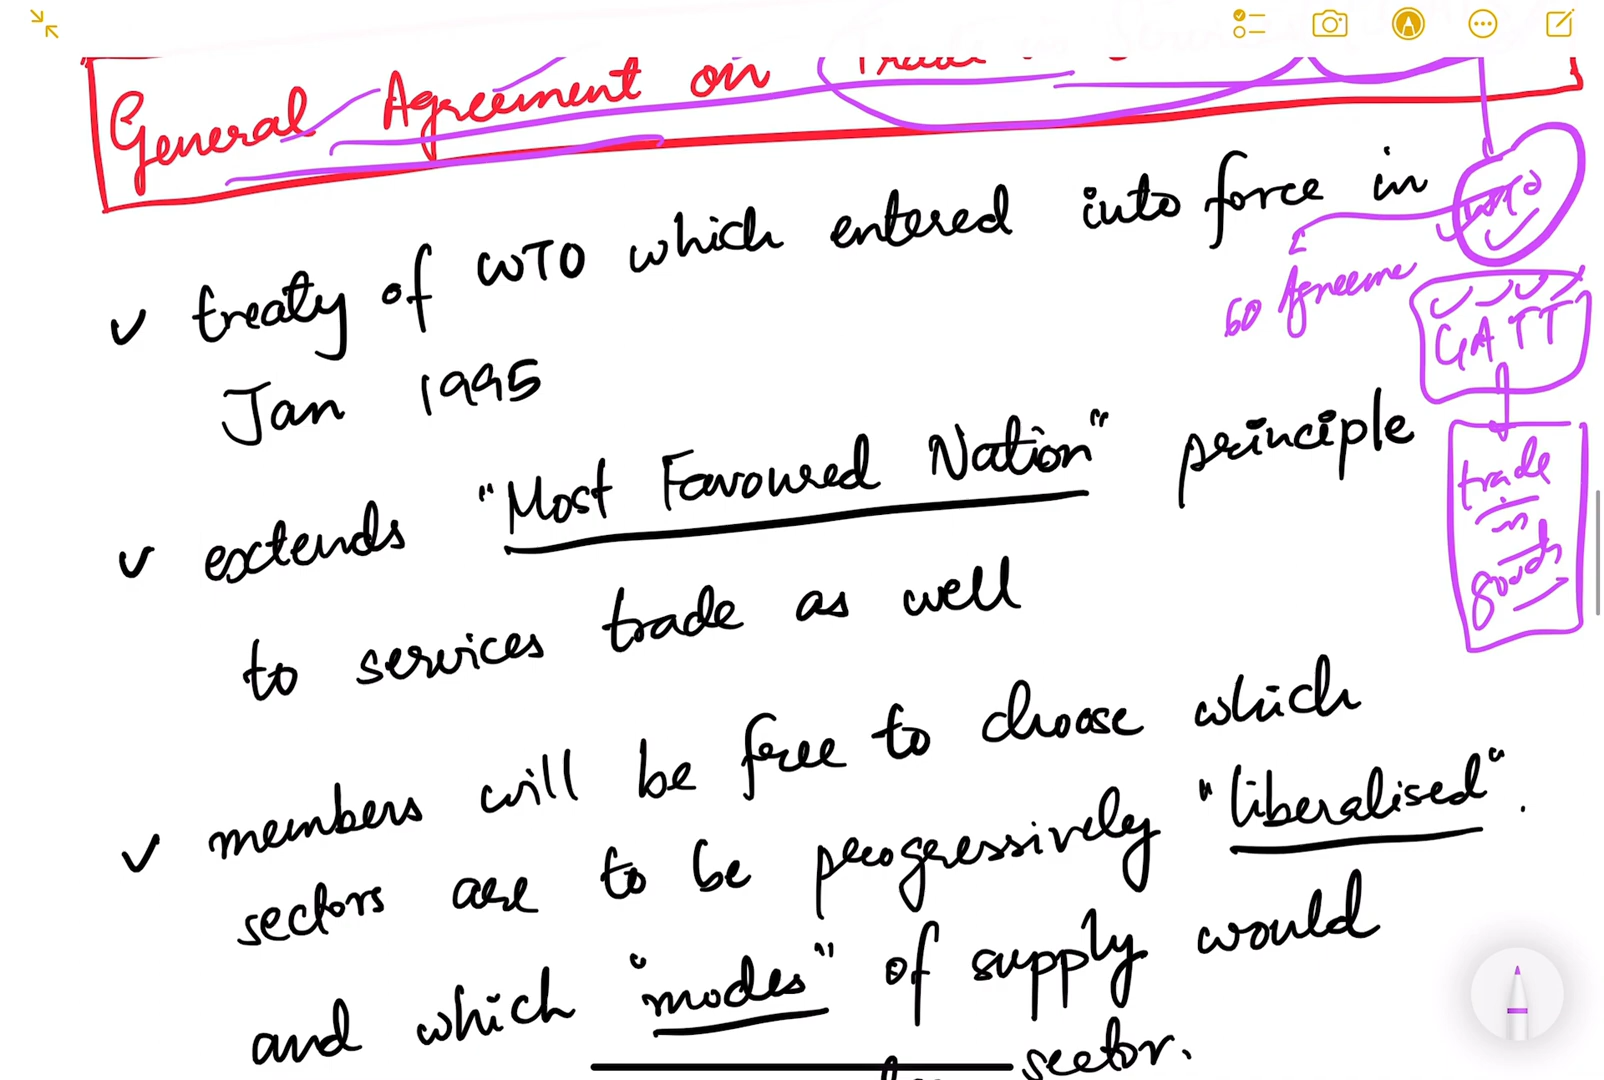 General Agreement on Trade
✓ treaty of WTO which entered into force in
Jan 1995
✓ extends "Most Favoured Nation" principle
to services trade as well
✓ members will be free to choose which
sectors are to be progressively "liberalised".
and which "modes" of supply would
sector.
WTO
60 Agreeme
GATT
trade
in
goods